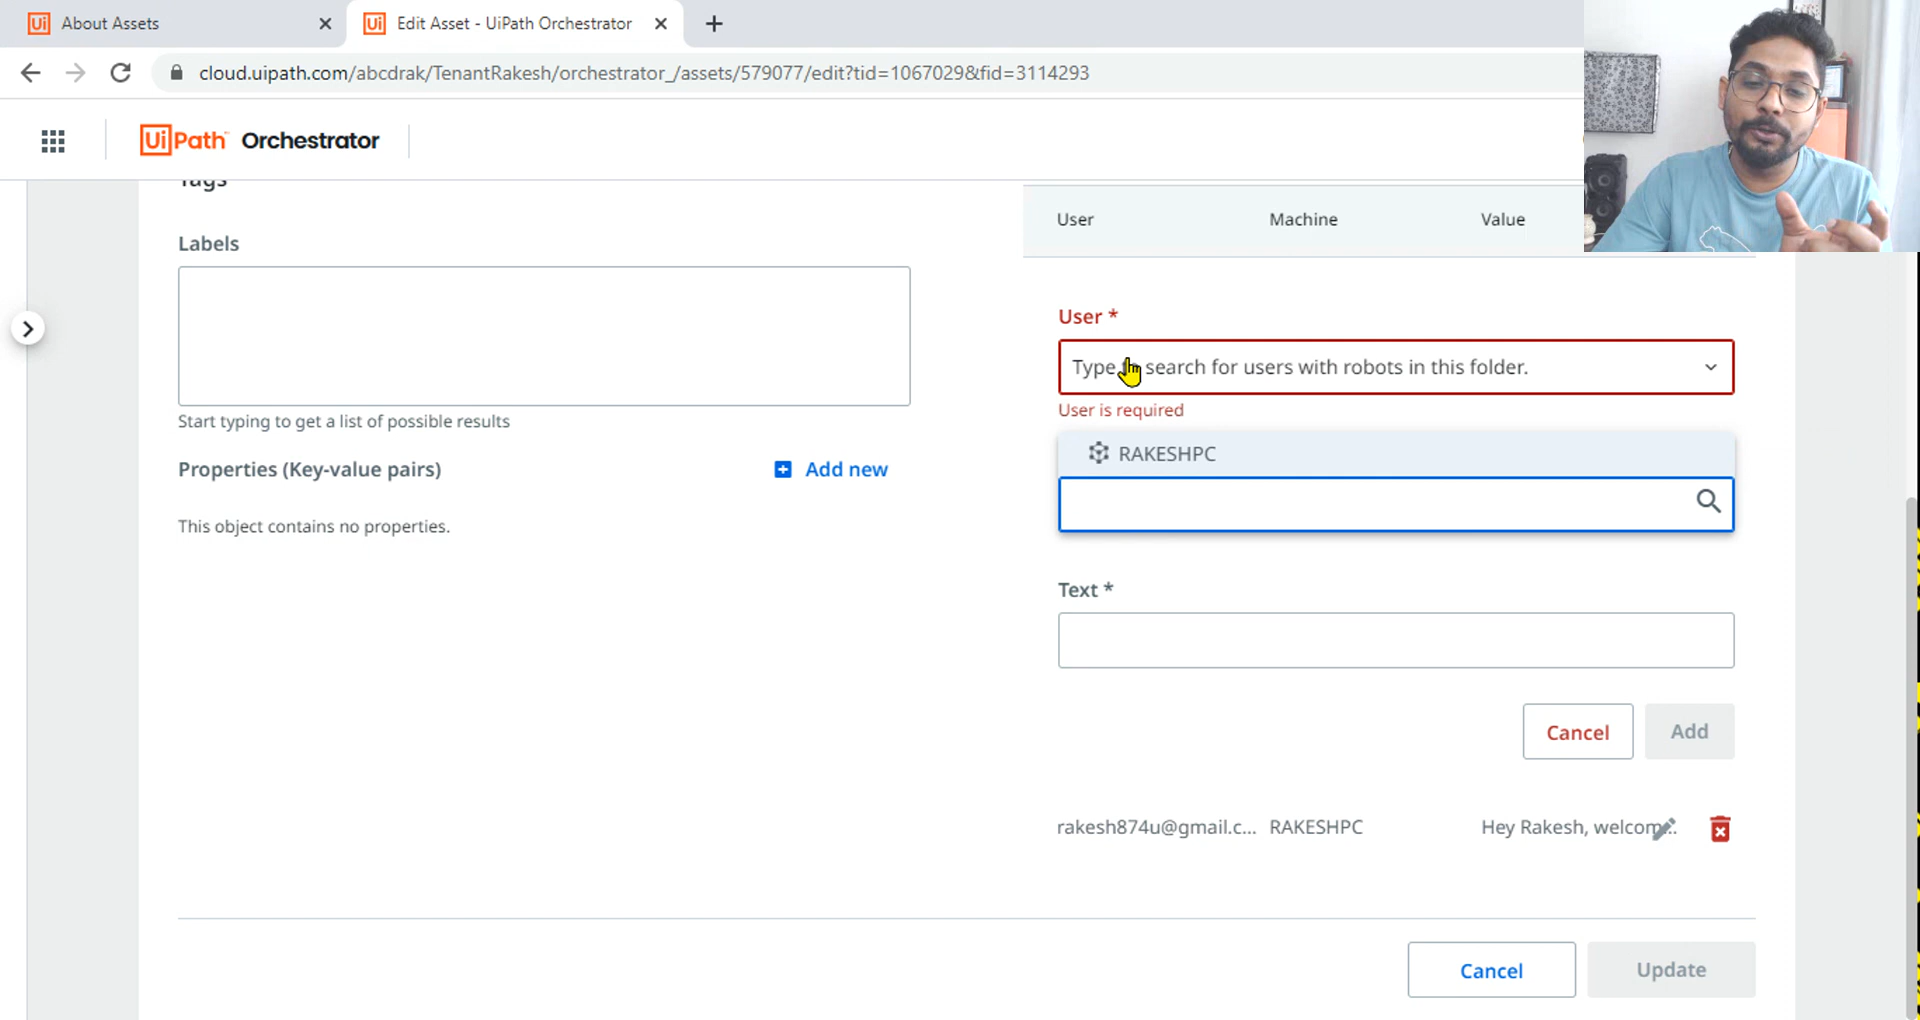 About Assets
Edit Asset - UiPath Orchestrator
cloud.uipath.com/abcdrak/TenantRakesh/orchestrator_/assets/579077/edit?tid=1067029&fid=3114293
UiPath Orchestrator
Tags
User Machine Value
Labels
User *
Type to search for users with robots in this folder.
User is required
Start typing to get a list of possible results
RAKESHPC
Properties (Key-value pairs)
Add new
This object contains no properties.
Text *
Cancel Add
rakesh874u@gmail.c... RAKESHPC Hey Rakesh, welcom...
Cancel Update